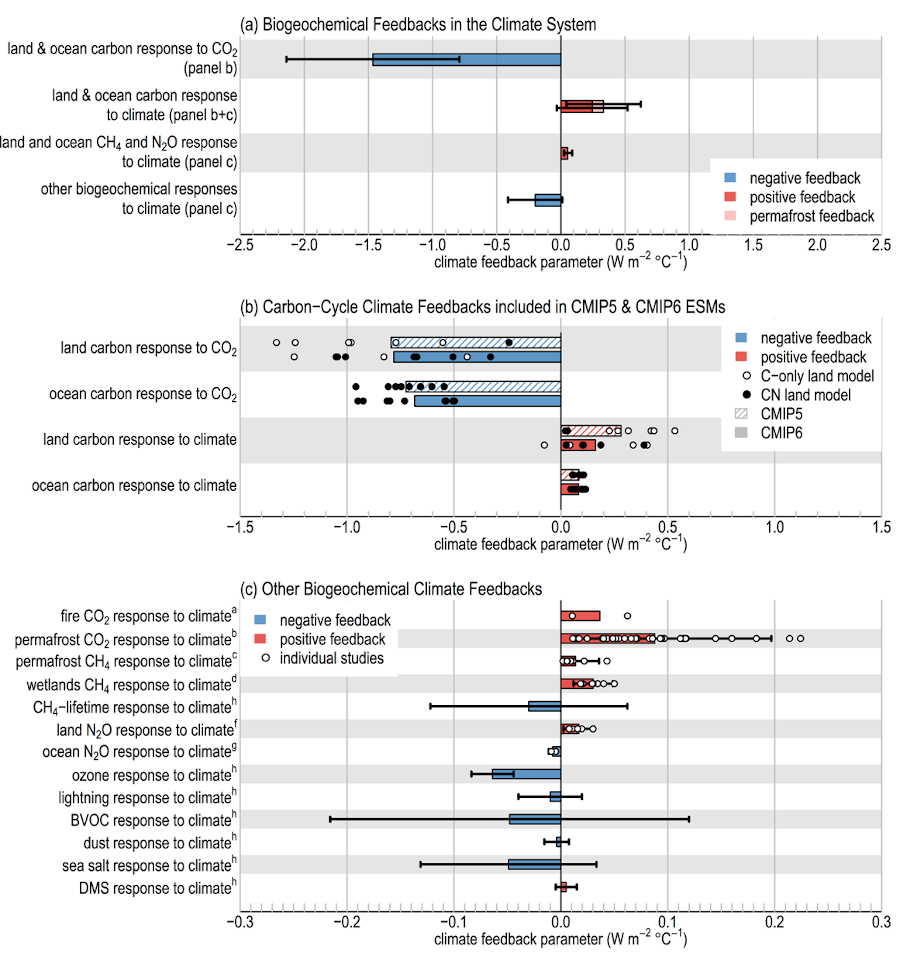 (a) Biogeochemical Feedbacks in the Climate System
land & ocean carbon response to CO₂
(panel b)
land & ocean carbon response
to climate (panel b+c)
land and ocean CH₄ and N₂O response
to climate (panel c)
other biogeochemical responses
to climate (panel c)
negative feedback
positive feedback
permafrost feedback
−2.5 −2.0 −1.5 −1.0 −0.5 0.0 0.5 1.0 1.5 2.0 2.5
climate feedback parameter (W m⁻² °C⁻¹)
(b) Carbon−Cycle Climate Feedbacks included in CMIP5 & CMIP6 ESMs
land carbon response to CO₂
ocean carbon response to CO₂
land carbon response to climate
ocean carbon response to climate
negative feedback
positive feedback
C−only land model
CN land model
CMIP5
CMIP6
−1.5 −1.0 −0.5 0.0 0.5 1.0 1.5
climate feedback parameter (W m⁻² °C⁻¹)
(c) Other Biogeochemical Climate Feedbacks
fire CO₂ response to climateᵃ
permafrost CO₂ response to climateᵇ
permafrost CH₄ response to climateᶜ
wetlands CH₄ response to climateᵈ
CH₄−lifetime response to climateʰ
land N₂O response to climateᶠ
ocean N₂O response to climateᵍ
ozone response to climateʰ
lightning response to climateʰ
BVOC response to climateʰ
dust response to climateʰ
sea salt response to climateʰ
DMS response to climateʰ
negative feedback
positive feedback
individual studies
−0.3 −0.2 −0.1 0.0 0.1 0.2 0.3
climate feedback parameter (W m⁻² °C⁻¹)